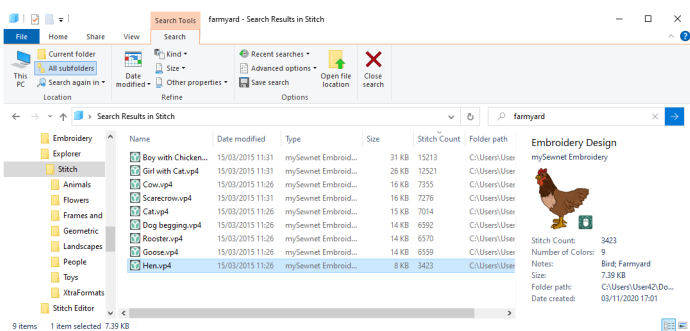 Search Tools farmyard - Search Results in Stitch
File Home Share View Search
This PC
Current folder
All subfolders
Search again in
Location
Date modified
Kind
Size
Other properties
Refine
Recent searches
Advanced options
Save search
Open file location
Options
Close search
Search Results in Stitch
farmyard
Embroidery
Explorer
Stitch
Animals
Flowers
Frames and
Geometric
Landscapes
People
Toys
XtraFormats
Stitch Editor
Name Date modified Type Size Stitch Count Folder path
Boy with Chicken... 15/03/2015 11:31 mySewnet Embroid... 31 KB 15213 C:\Users\User
Girl with Cat.vp4 15/03/2015 11:31 mySewnet Embroid... 26 KB 12521 C:\Users\User
Cow.vp4 15/03/2015 11:26 mySewnet Embroid... 16 KB 7355 C:\Users\User
Scarecrow.vp4 15/03/2015 11:31 mySewnet Embroid... 16 KB 7276 C:\Users\User
Cat.vp4 15/03/2015 11:26 mySewnet Embroid... 15 KB 7014 C:\Users\User
Dog begging.vp4 15/03/2015 11:26 mySewnet Embroid... 14 KB 6592 C:\Users\User
Rooster.vp4 15/03/2015 11:26 mySewnet Embroid... 14 KB 6570 C:\Users\User
Goose.vp4 15/03/2015 11:26 mySewnet Embroid... 14 KB 6559 C:\Users\User
Hen.vp4 15/03/2015 11:26 mySewnet Embroid... 8 KB 3423 C:\Users\User
Embroidery Design
mySewnet Embroidery
Stitch Count: 3423
Number of Colors: 9
Notes: Bird; Farmyard
Size: 7.39 KB
Folder path: C:\Users\User42\Do...
Date created: 03/11/2020 17:01
9 items 1 item selected 7.39 KB